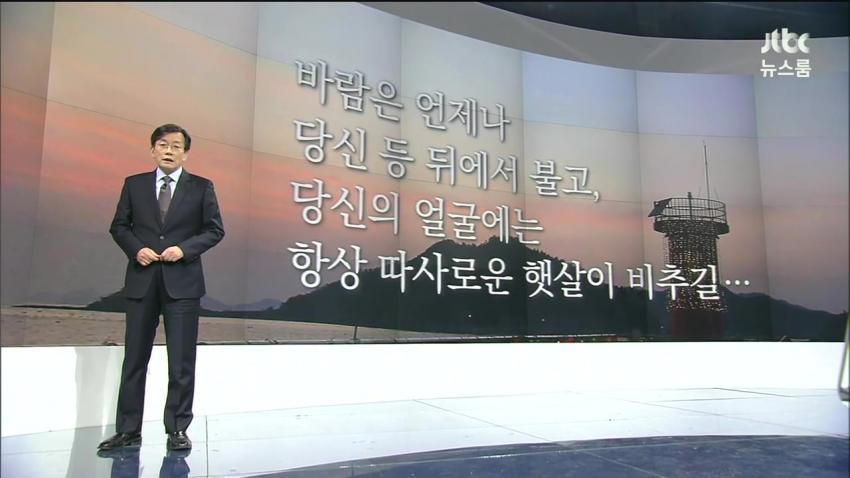 jtbc
뉴스룸
바람은 언제나
당신 등 뒤에서 불고,
당신의 얼굴에는
항상 따사로운 햇살이 비추길…